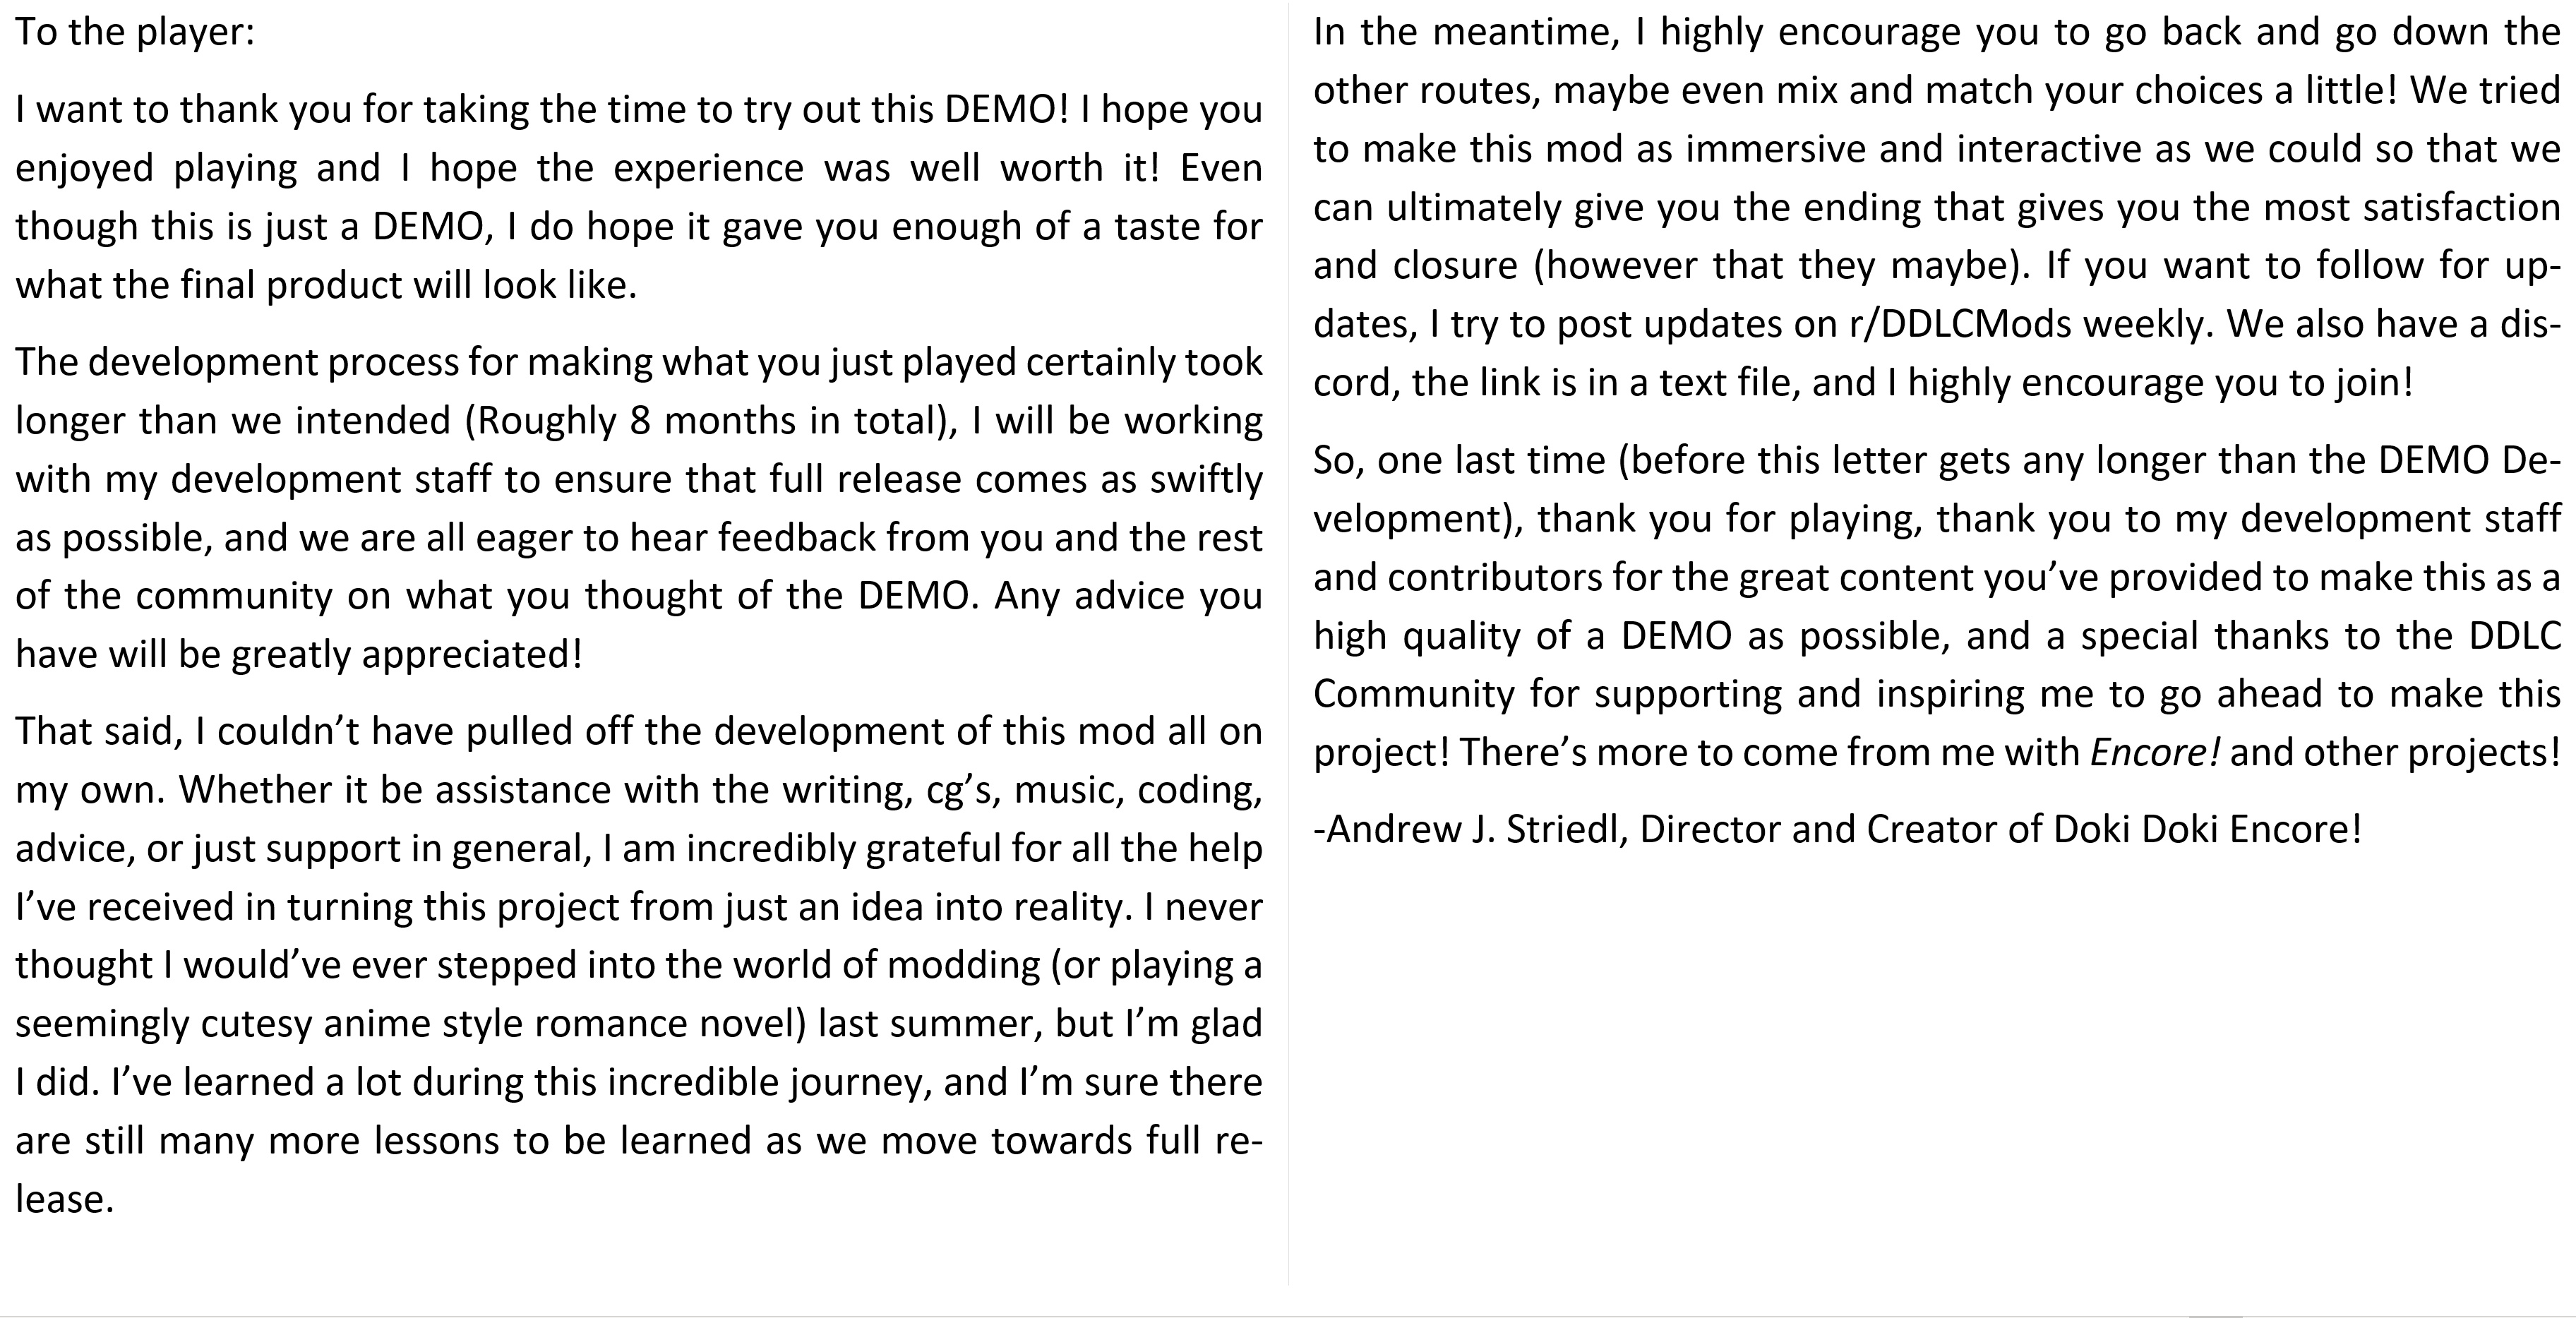 To the player:
I want to thank you for taking the time to try out this DEMO! I hope you
enjoyed playing and I hope the experience was well worth it! Even
though this is just a DEMO, I do hope it gave you enough of a taste for
what the final product will look like.
The development process for making what you just played certainly took
longer than we intended (Roughly 8 months in total), I will be working
with my development staff to ensure that full release comes as swiftly
as possible, and we are all eager to hear feedback from you and the rest
of the community on what you thought of the DEMO. Any advice you
have will be greatly appreciated!
That said, I couldn’t have pulled off the development of this mod all on
my own. Whether it be assistance with the writing, cg’s, music, coding,
advice, or just support in general, I am incredibly grateful for all the help
I’ve received in turning this project from just an idea into reality. I never
thought I would’ve ever stepped into the world of modding (or playing a
seemingly cutesy anime style romance novel) last summer, but I’m glad
I did. I’ve learned a lot during this incredible journey, and I’m sure there
are still many more lessons to be learned as we move towards full re-
lease.
In the meantime, I highly encourage you to go back and go down the
other routes, maybe even mix and match your choices a little! We tried
to make this mod as immersive and interactive as we could so that we
can ultimately give you the ending that gives you the most satisfaction
and closure (however that they maybe). If you want to follow for up-
dates, I try to post updates on r/DDLCMods weekly. We also have a dis-
cord, the link is in a text file, and I highly encourage you to join!
So, one last time (before this letter gets any longer than the DEMO De-
velopment), thank you for playing, thank you to my development staff
and contributors for the great content you’ve provided to make this as a
high quality of a DEMO as possible, and a special thanks to the DDLC
Community for supporting and inspiring me to go ahead to make this
project! There’s more to come from me with Encore! and other projects!
-Andrew J. Striedl, Director and Creator of Doki Doki Encore!